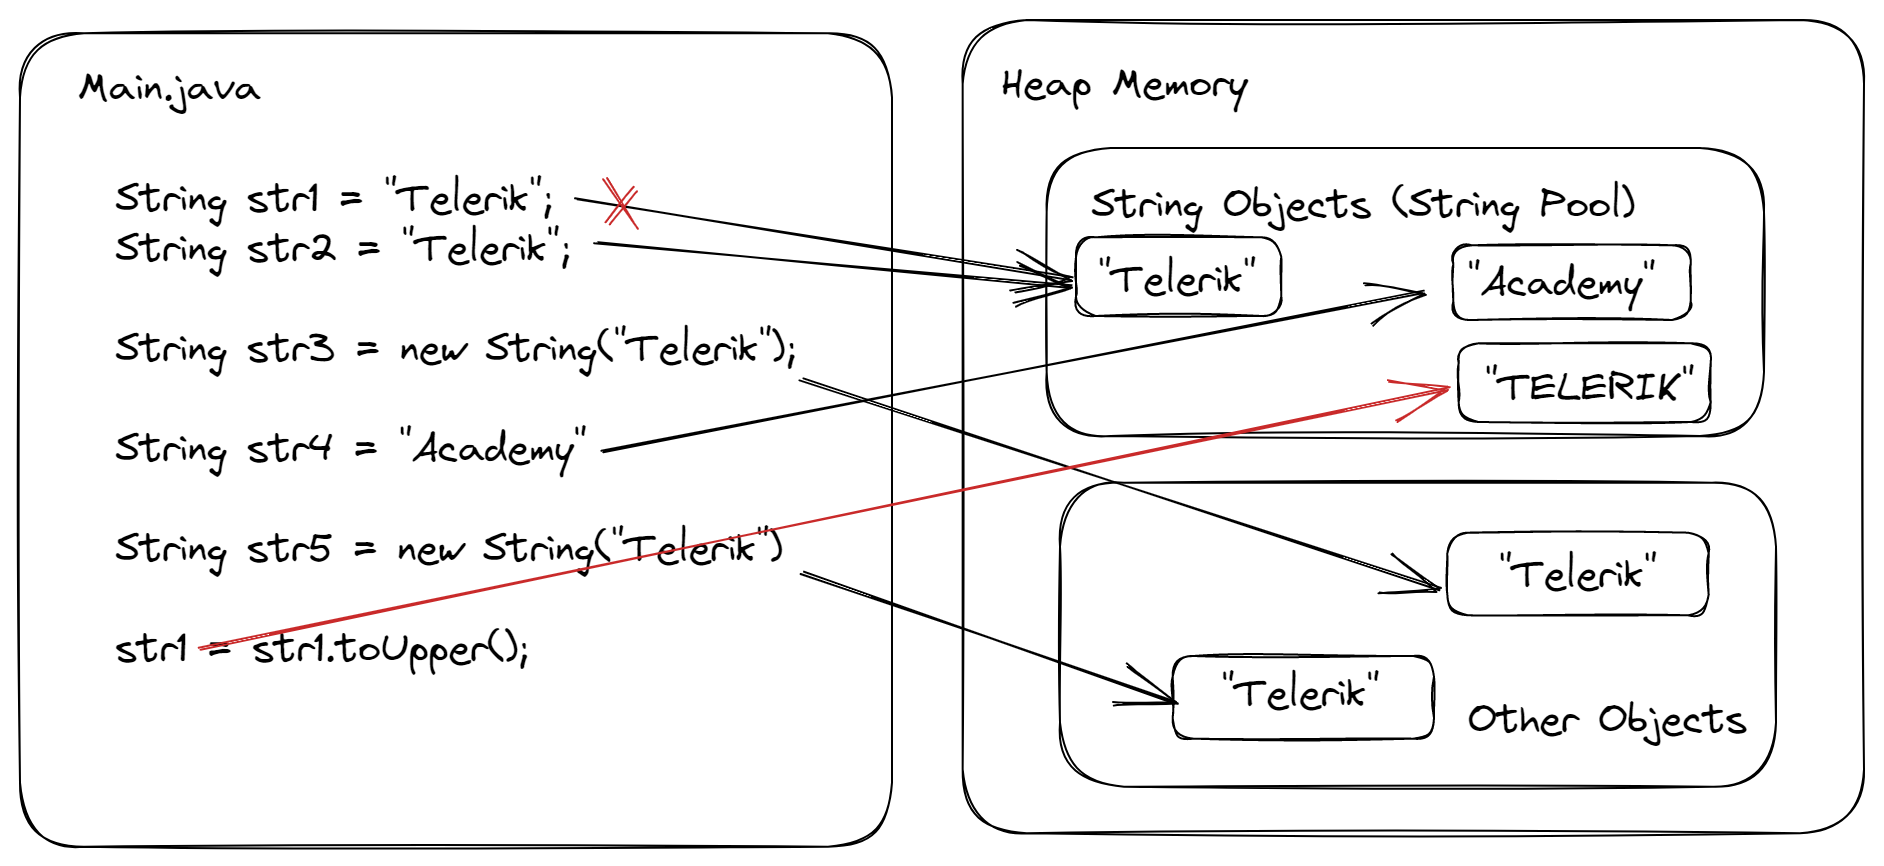 Main.java
String str1 = "Telerik";
String str2 = "Telerik";
String str3 = new String("Telerik");
String str4 = "Academy"
String str5 = new String("Telerik")
str1 = str1.toUpper();
Heap Memory
String Objects (String Pool)
"Telerik"
"Academy"
"TELERIK"
"Telerik"
"Telerik"
Other Objects